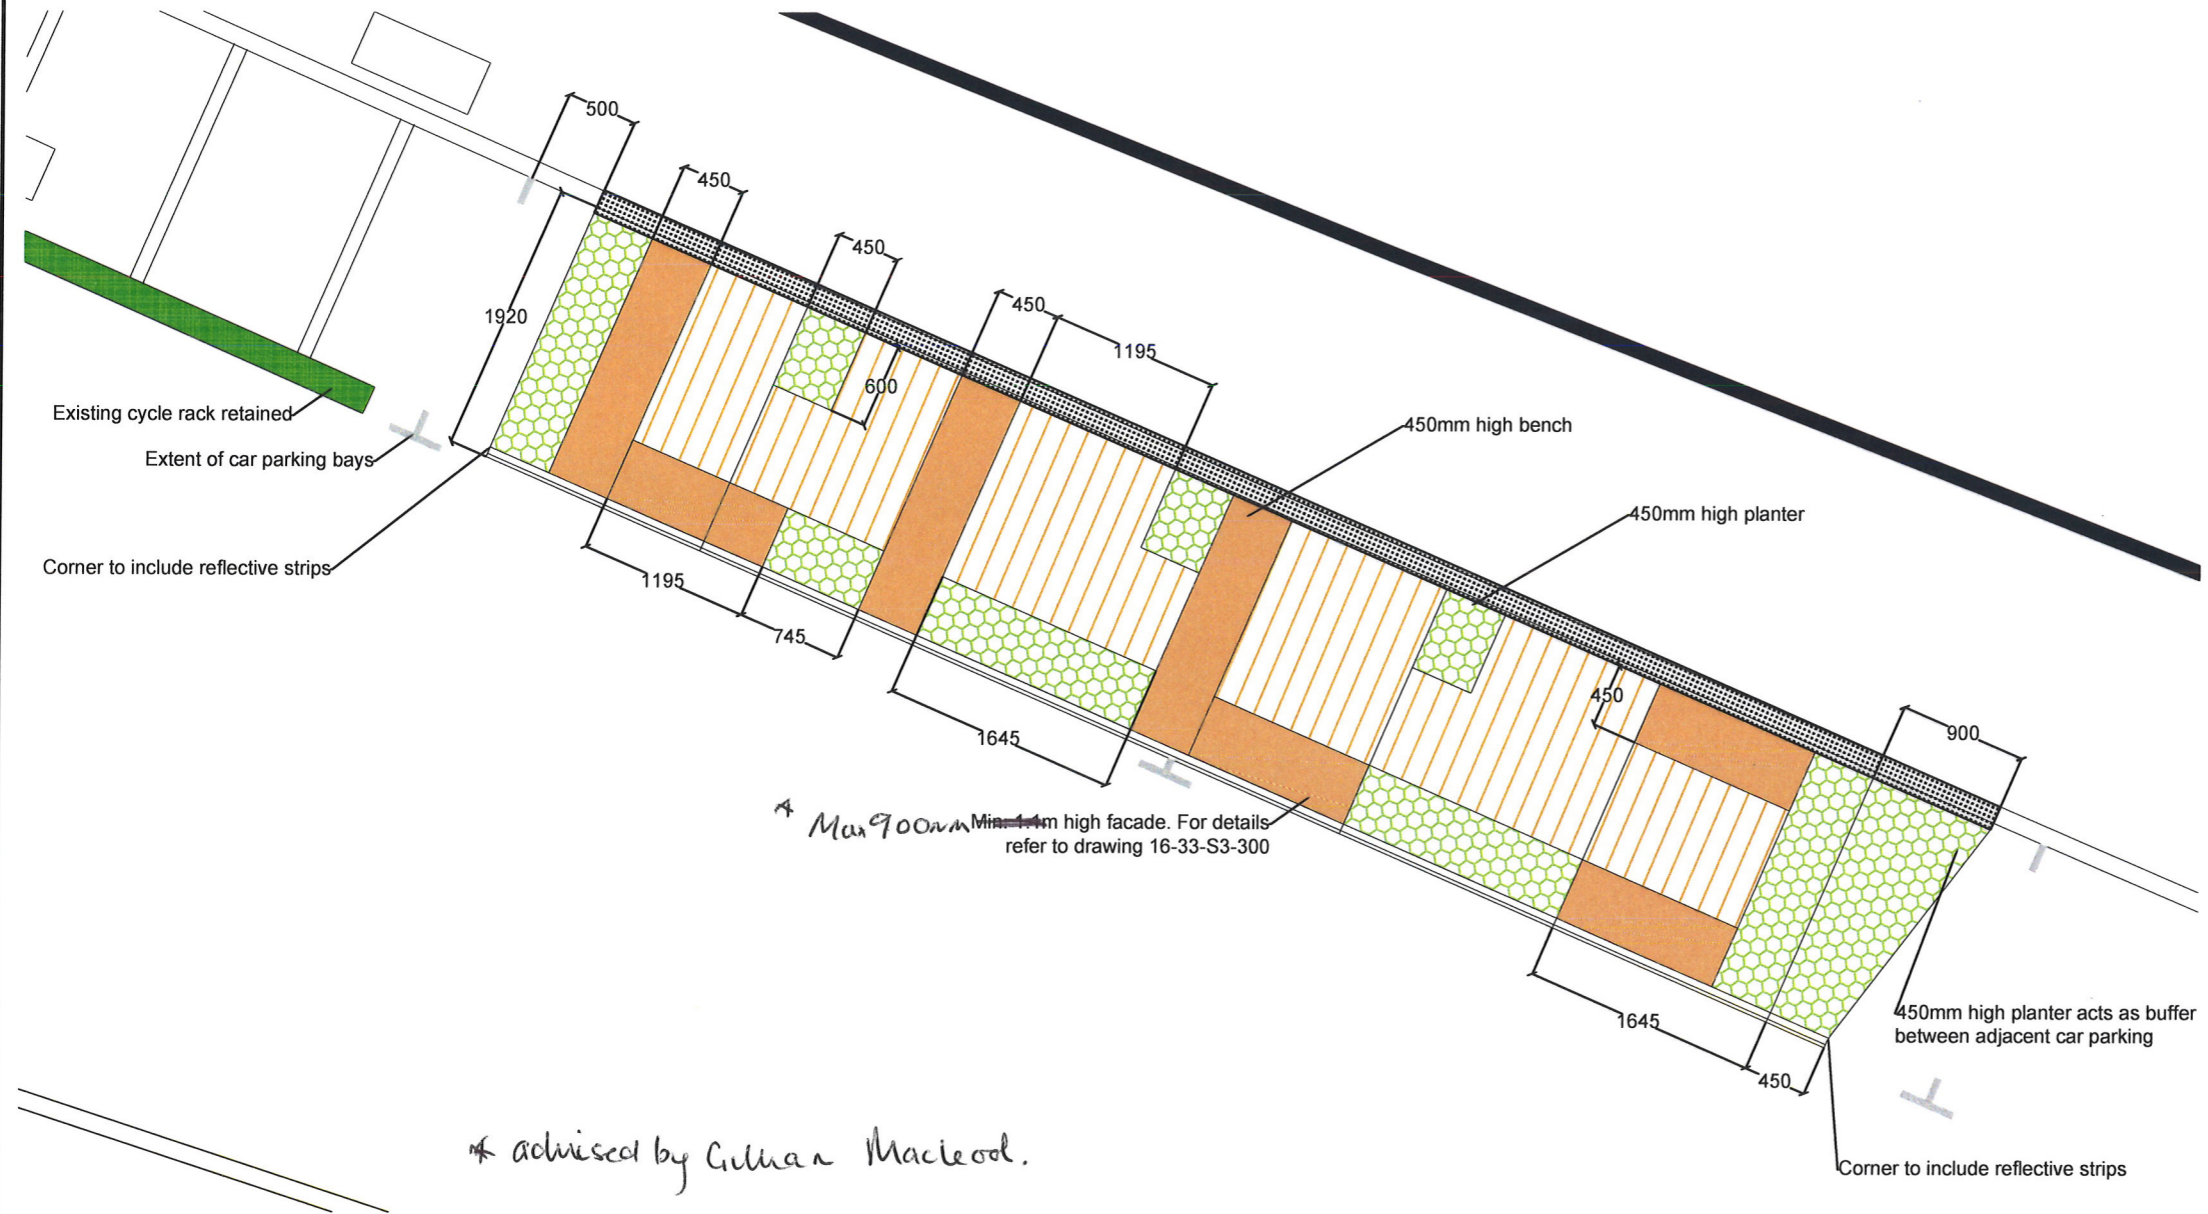 500
450
450
450
1195
1920
600
Existing cycle rack retained
Extent of car parking bays
Corner to include reflective strips
450mm high bench
450mm high planter
1195
745
1645
450
900
* Max 900mm Min. 1.1m high facade. For details
refer to drawing 16-33-S3-300
1645
450
450mm high planter acts as buffer
between adjacent car parking
Corner to include reflective strips
* advised by Gillian Macleod.